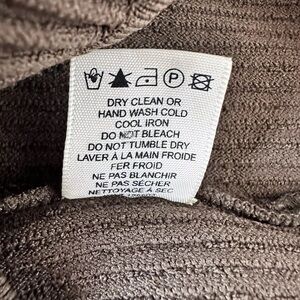 P
DRY CLEAN OR
HAND WASH COLD
COOL IRON
DO NOT BLEACH
DO NOT TUMBLE DRY
LAVER À LA MAIN FROIDE
FER FROID
NE PAS BLANCHIR
NE PAS SÉCHER
NETTOYAGE À SEC